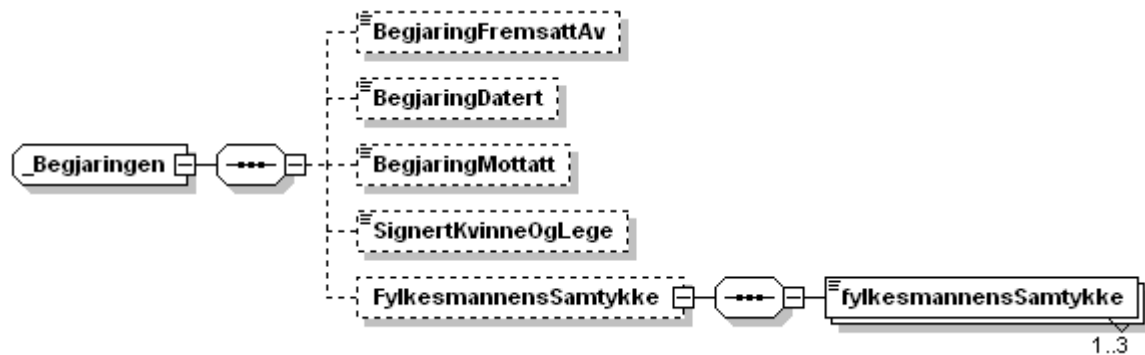 BegjaringFremsattAv
BegjaringDatert
_Begjaringen
BegjaringMottatt
SignertKvinneOgLege
FylkesmannensSamtykke
fylkesmannensSamtykke
1..3